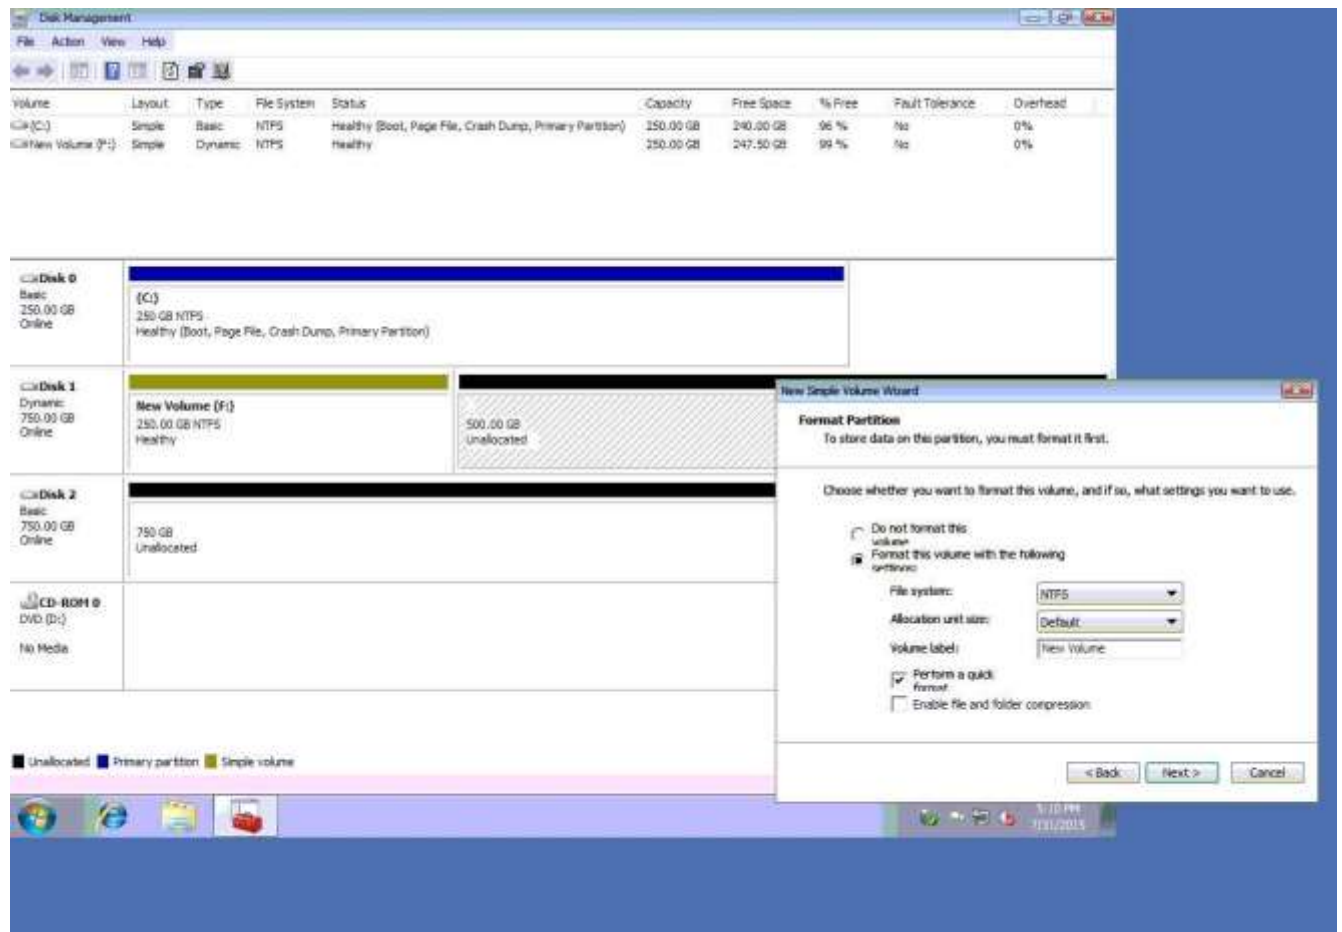 Disk Management
File Action View Help
Volume Layout Type File System Status Capacity Free Space % Free Fault Tolerance Overhead
(C:) Simple Basic NTFS Healthy (Boot, Page File, Crash Dump, Primary Partition) 250.00 GB 240.00 GB 96 % No 0%
New Volume (F:) Simple Dynamic NTFS Healthy 250.00 GB 247.50 GB 99 % No 0%
Disk 0
Basic
250.00 GB
Online
(C:)
250 GB NTFS
Healthy (Boot, Page File, Crash Dump, Primary Partition)
Disk 1
Dynamic
750.00 GB
Online
New Volume (F:)
250.00 GB NTFS
Healthy
500.00 GB
Unallocated
Disk 2
Basic
750.00 GB
Online
750 GB
Unallocated
CD-ROM 0
DVD (D:)
No Media
Unallocated Primary partition Simple volume
New Simple Volume Wizard
Format Partition
To store data on this partition, you must format it first.
Choose whether you want to format this volume, and if so, what settings you want to use.
Do not format this
volume
Format this volume with the following
settings:
File system: NTFS
Allocation unit size: Default
Volume label: New Volume
Perform a quick
format
Enable file and folder compression
< Back Next > Cancel
5:10 PM
7/31/2015